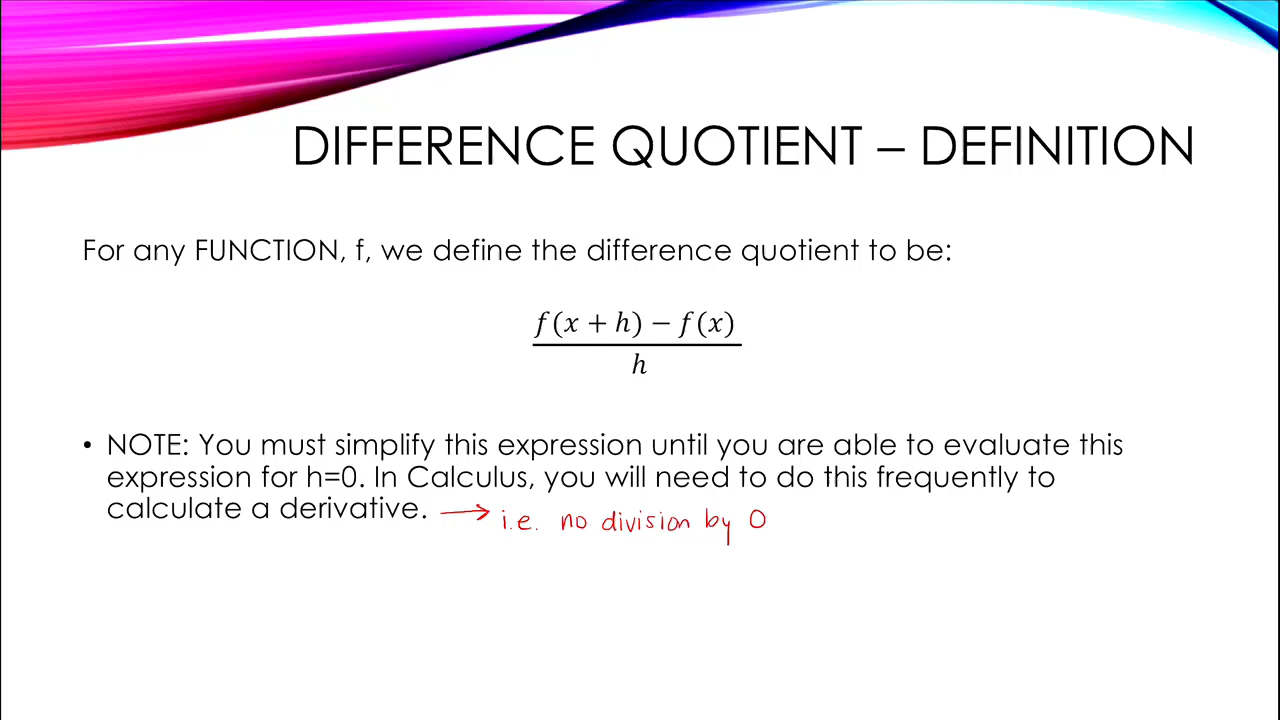 DIFFERENCE QUOTIENT – DEFINITION
For any FUNCTION, f, we define the difference quotient to be:
f(x + h) − f(x)
h
• NOTE: You must simplify this expression until you are able to evaluate this
expression for h=0. In Calculus, you will need to do this frequently to
calculate a derivative. → i.e. no division by 0